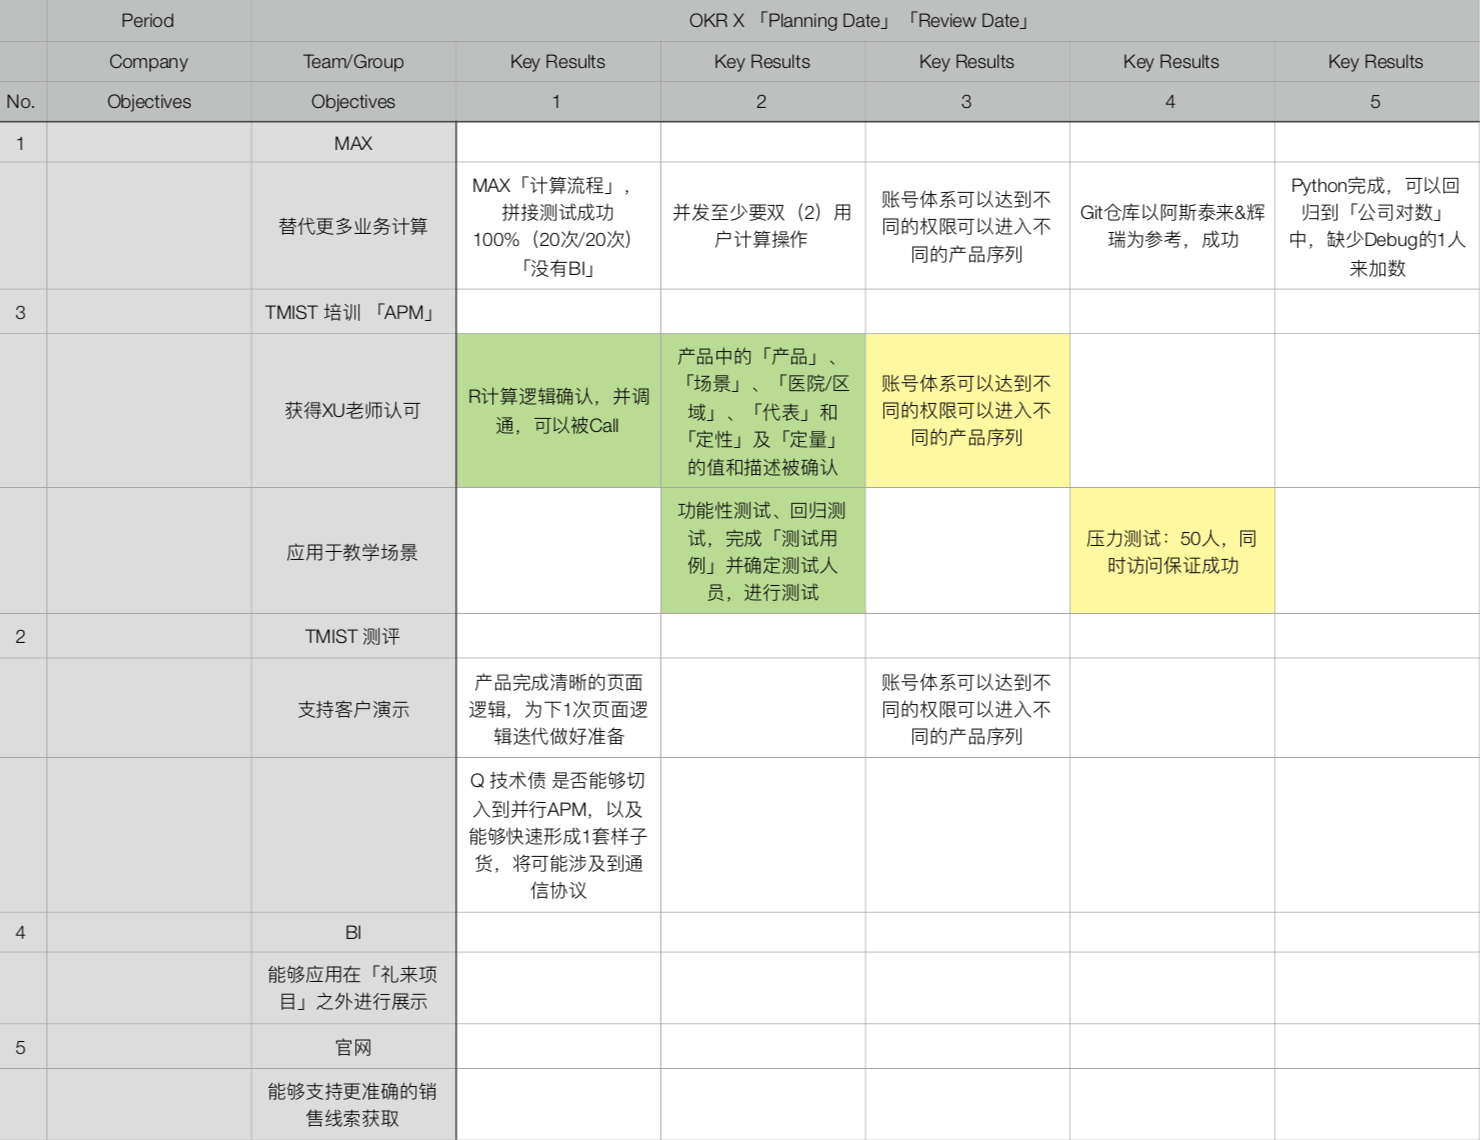 Period
OKR X 「Planning Date」 「Review Date」
Company
Team/Group
Key Results
Key Results
Key Results
Key Results
Key Results
No.
Objectives
Objectives
1
2
3
4
5
1
MAX
替代更多业务计算
MAX「计算流程」,
拼接测试成功
100%（20次/20次）
「没有BI」
并发至少要双（2）用
户计算操作
账号体系可以达到不
同的权限可以进入不
同的产品序列
Git仓库以阿斯泰来&辉
瑞为参考，成功
Python完成，可以回
归到「公司对数」
中，缺少Debug的1人
来加数
3
TMIST 培训 「APM」
获得XU老师认可
R计算逻辑确认，并调
通，可以被Call
产品中的「产品」、
「场景」、「医院/区
域」、「代表」和
「定性」及「定量」
的值和描述被确认
账号体系可以达到不
同的权限可以进入不
同的产品序列
应用于教学场景
功能性测试、回归测
试，完成「测试用
例」并确定测试人
员，进行测试
压力测试：50人，同
时访问保证成功
2
TMIST 测评
支持客户演示
产品完成清晰的页面
逻辑，为下1次页面逻
辑迭代做好准备
账号体系可以达到不
同的权限可以进入不
同的产品序列
Q 技术债 是否能够切
入到并行APM，以及
能够快速形成1套样子
货，将可能涉及到通
信协议
4
BI
能够应用在「礼来项
目」之外进行展示
5
官网
能够支持更准确的销
售线索获取